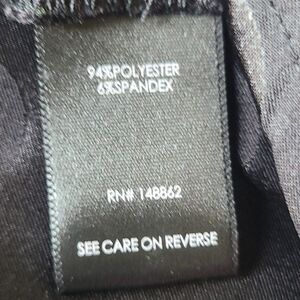 94%POLYESTER
6%SPANDEX
RN# 148862
SEE CARE ON REVERSE